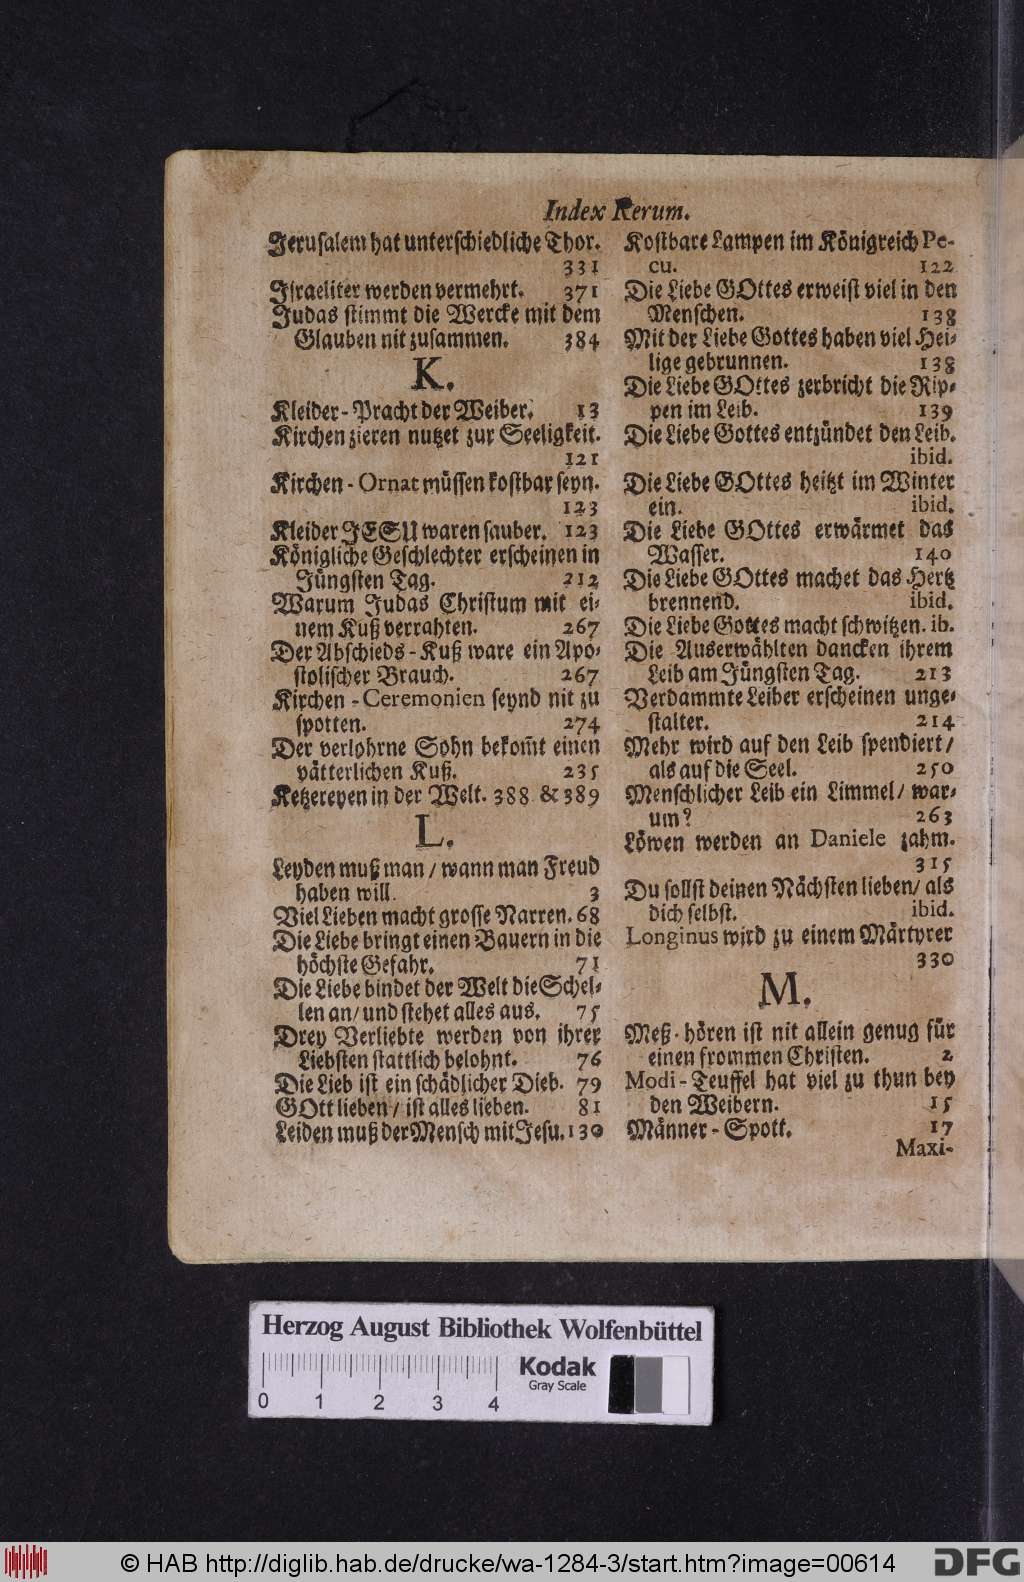 Index Rerum.
Jeruſalem hat unterſchiedliche Thor.
331
Iſraeliter werden vermehrt. 371
Judas ſtimmt die Wercke mit dem
Glauben nit zuſammen. 384
K.
Kleider-Pracht der Weiber. 13
Kirchen zieren nutzet zur Seeligkeit.
121
Kirchen-Ornat müſſen koſtbar ſeyn.
123
Kleider JESU waren ſauber. 123
Königliche Geſchlechter erſcheinen in
Jüngſten Tag. 212
Warum Judas Chriſtum mit ei-
nem Kuß verrahten. 267
Der Abſchieds-Kuß ware ein Apo-
ſtoliſcher Brauch. 267
Kirchen-Ceremonien ſeynd nit zu
ſpotten. 274
Der verlohrne Sohn bekom̃t einen
vätterlichen Kuß. 235
Ketzereyen in der Welt. 388 & 389
L.
Leyden muß man / wann man Freud
haben will. 3
Viel Lieben macht groſſe Narren. 68
Die Liebe bringt einen Bauern in die
höchſte Gefahr. 71
Die Liebe bindet der Welt die Schel-
len an / und ſtehet alles aus. 75
Drey Verliebte werden von ihrer
Liebſten ſtattlich belohnt. 76
Die Lieb iſt ein ſchädlicher Dieb. 79
GOtt lieben / iſt alles lieben. 81
Leiden muß der Menſch mit Jeſu. 130
Koſtbare Lampen im Königreich Pe-
cu. 122
Die Liebe GOttes erweiſt viel in den
Menſchen. 138
Mit der Liebe Gottes haben viel Hei-
lige gebrunnen. 138
Die Liebe GOttes zerbricht die Rip-
pen im Leib. 139
Die Liebe Gottes entzündet den Leib.
ibid.
Die Liebe GOttes heitzt im Winter
ein. ibid.
Die Liebe GOttes erwärmet das
Waſſer. 140
Die Liebe GOttes machet das Hertz
brennend. ibid.
Die Liebe Gottes macht ſchwitzen. ib.
Die Auserwählten dancken ihrem
Leib am Jüngſten Tag. 213
Verdammte Leiber erſcheinen unge-
ſtalter. 214
Mehr wird auf den Leib ſpendiert /
als auf die Seel. 250
Menſchlicher Leib ein Limmel / war-
um? 263
Löwen werden an Daniele zahm.
315
Du ſollſt deinen Nächſten lieben / als
dich ſelbſt. ibid.
Longinus wird zu einem Märtyrer
330
M.
Meß-hören iſt nit allein genug für
einen frommen Chriſten. 2
Modi-Teuffel hat viel zu thun bey
den Weibern. 15
Männer-Spott. 17
Maxi-
Herzog August Bibliothek Wolfenbüttel
Kodak
Gray Scale
0 1 2 3 4
© HAB http://diglib.hab.de/drucke/wa-1284-3/start.htm?image=00614
DFG